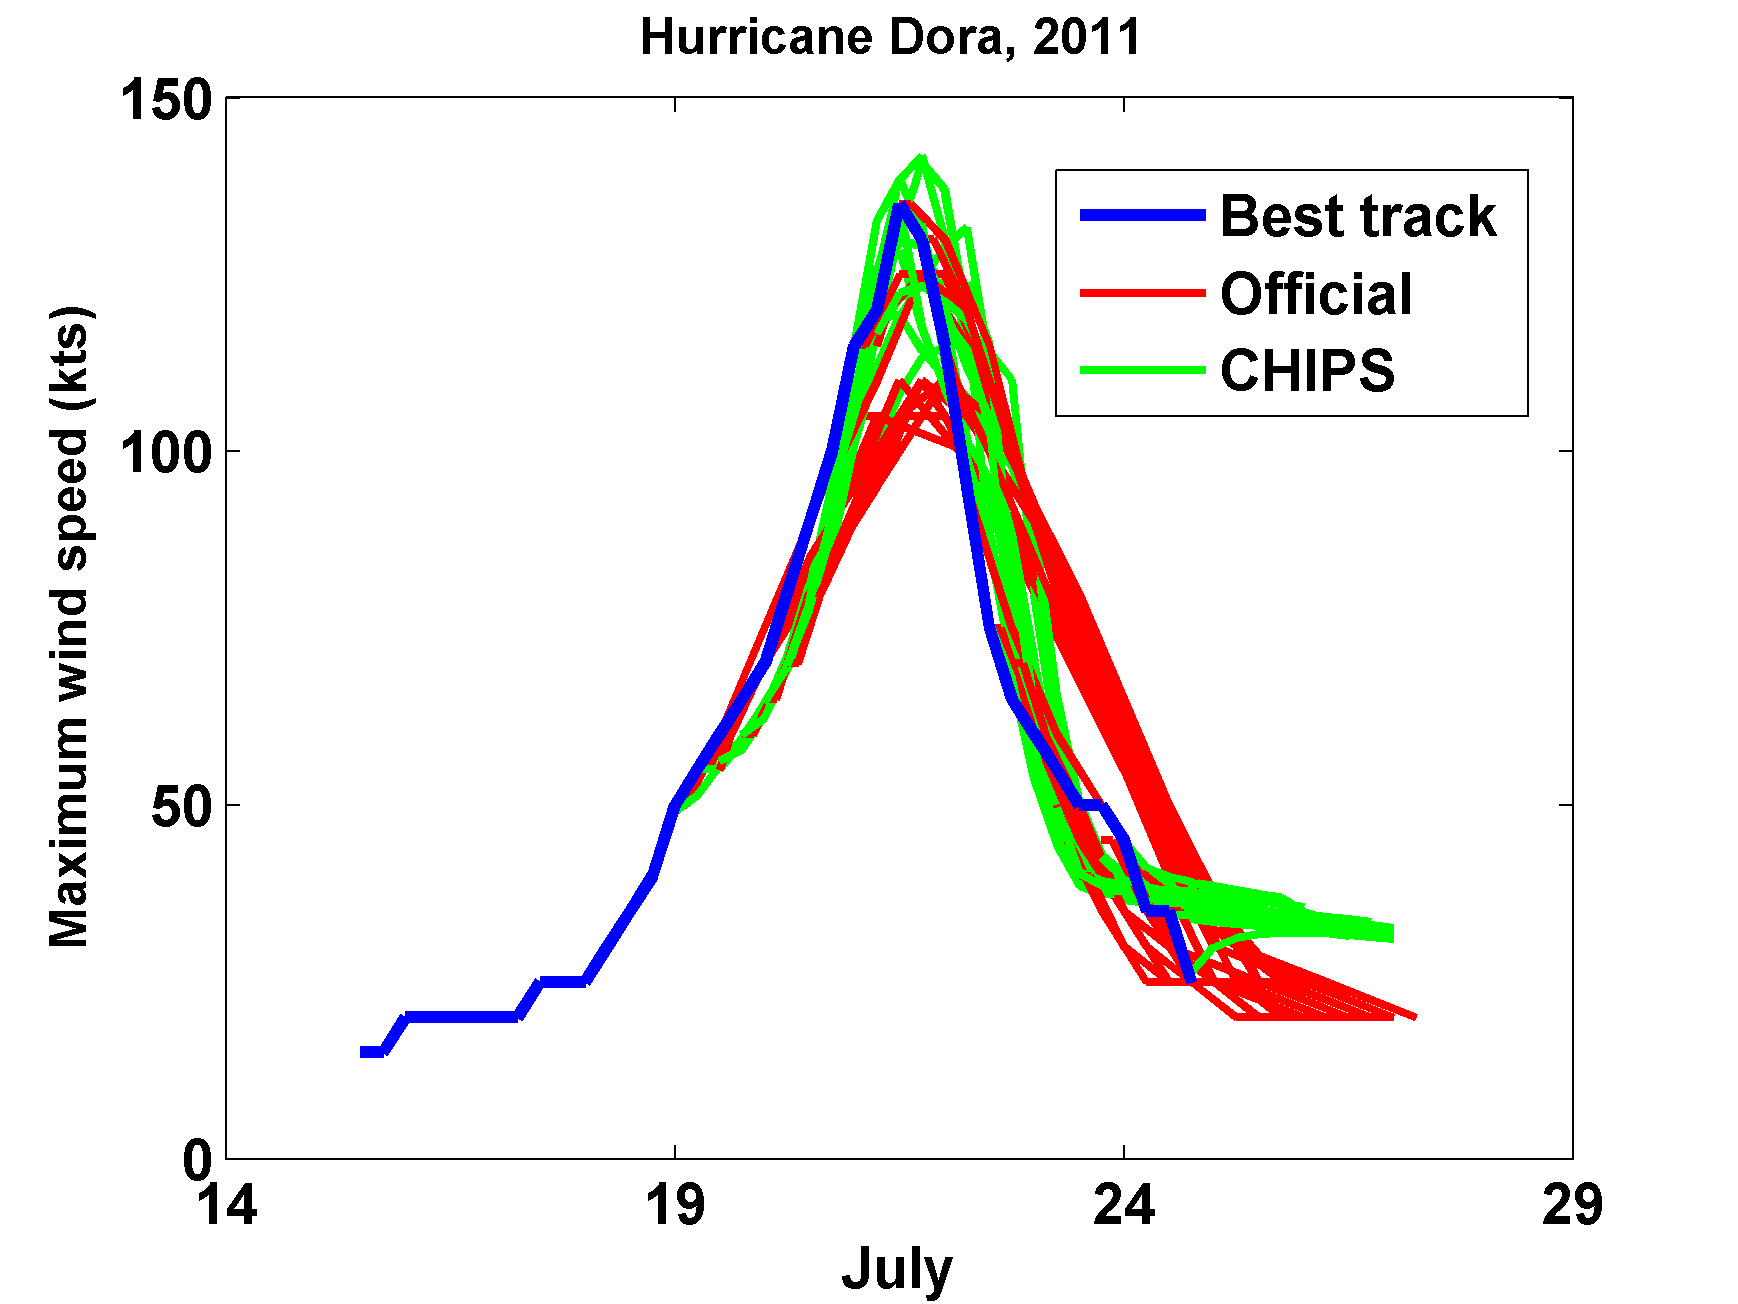 Hurricane Dora, 2011
150
100
50
0
Maximum wind speed (kts)
Best track
Official
CHIPS
14 19 24 29
July